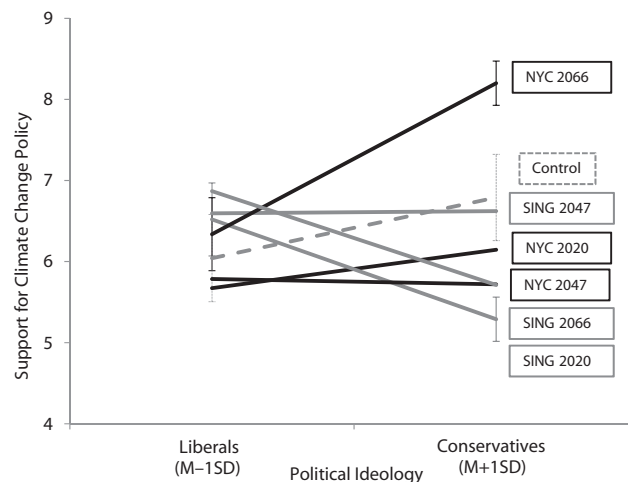 9
8
7
6
5
4
Support for Climate Change Policy
NYC 2066
Control
SING 2047
NYC 2020
NYC 2047
SING 2066
SING 2020
Liberals
(M–1SD)
Conservatives
(M+1SD)
Political Ideology